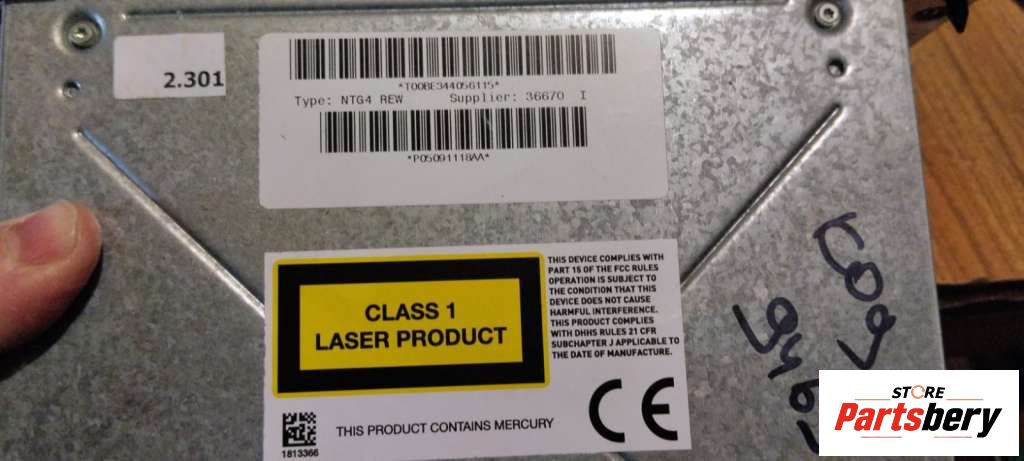 2.301
*T00BE344056115*
Type: NTG4 REW Supplier: 36670 I
*P05091118AA*
CLASS 1
LASER PRODUCT
THIS DEVICE COMPLIES WITH
PART 15 OF THE FCC RULES
OPERATION IS SUBJECT TO
THE CONDITION THAT THIS
DEVICE DOES NOT CAUSE
HARMFUL INTERFERENCE.
THIS PRODUCT COMPLIES
WITH DHHS RULES 21 CFR
SUBCHAPTER J APPLICABLE TO
THE DATE OF MANUFACTURE.
CE
1813366
THIS PRODUCT CONTAINS MERCURY
STORE
Partsbery